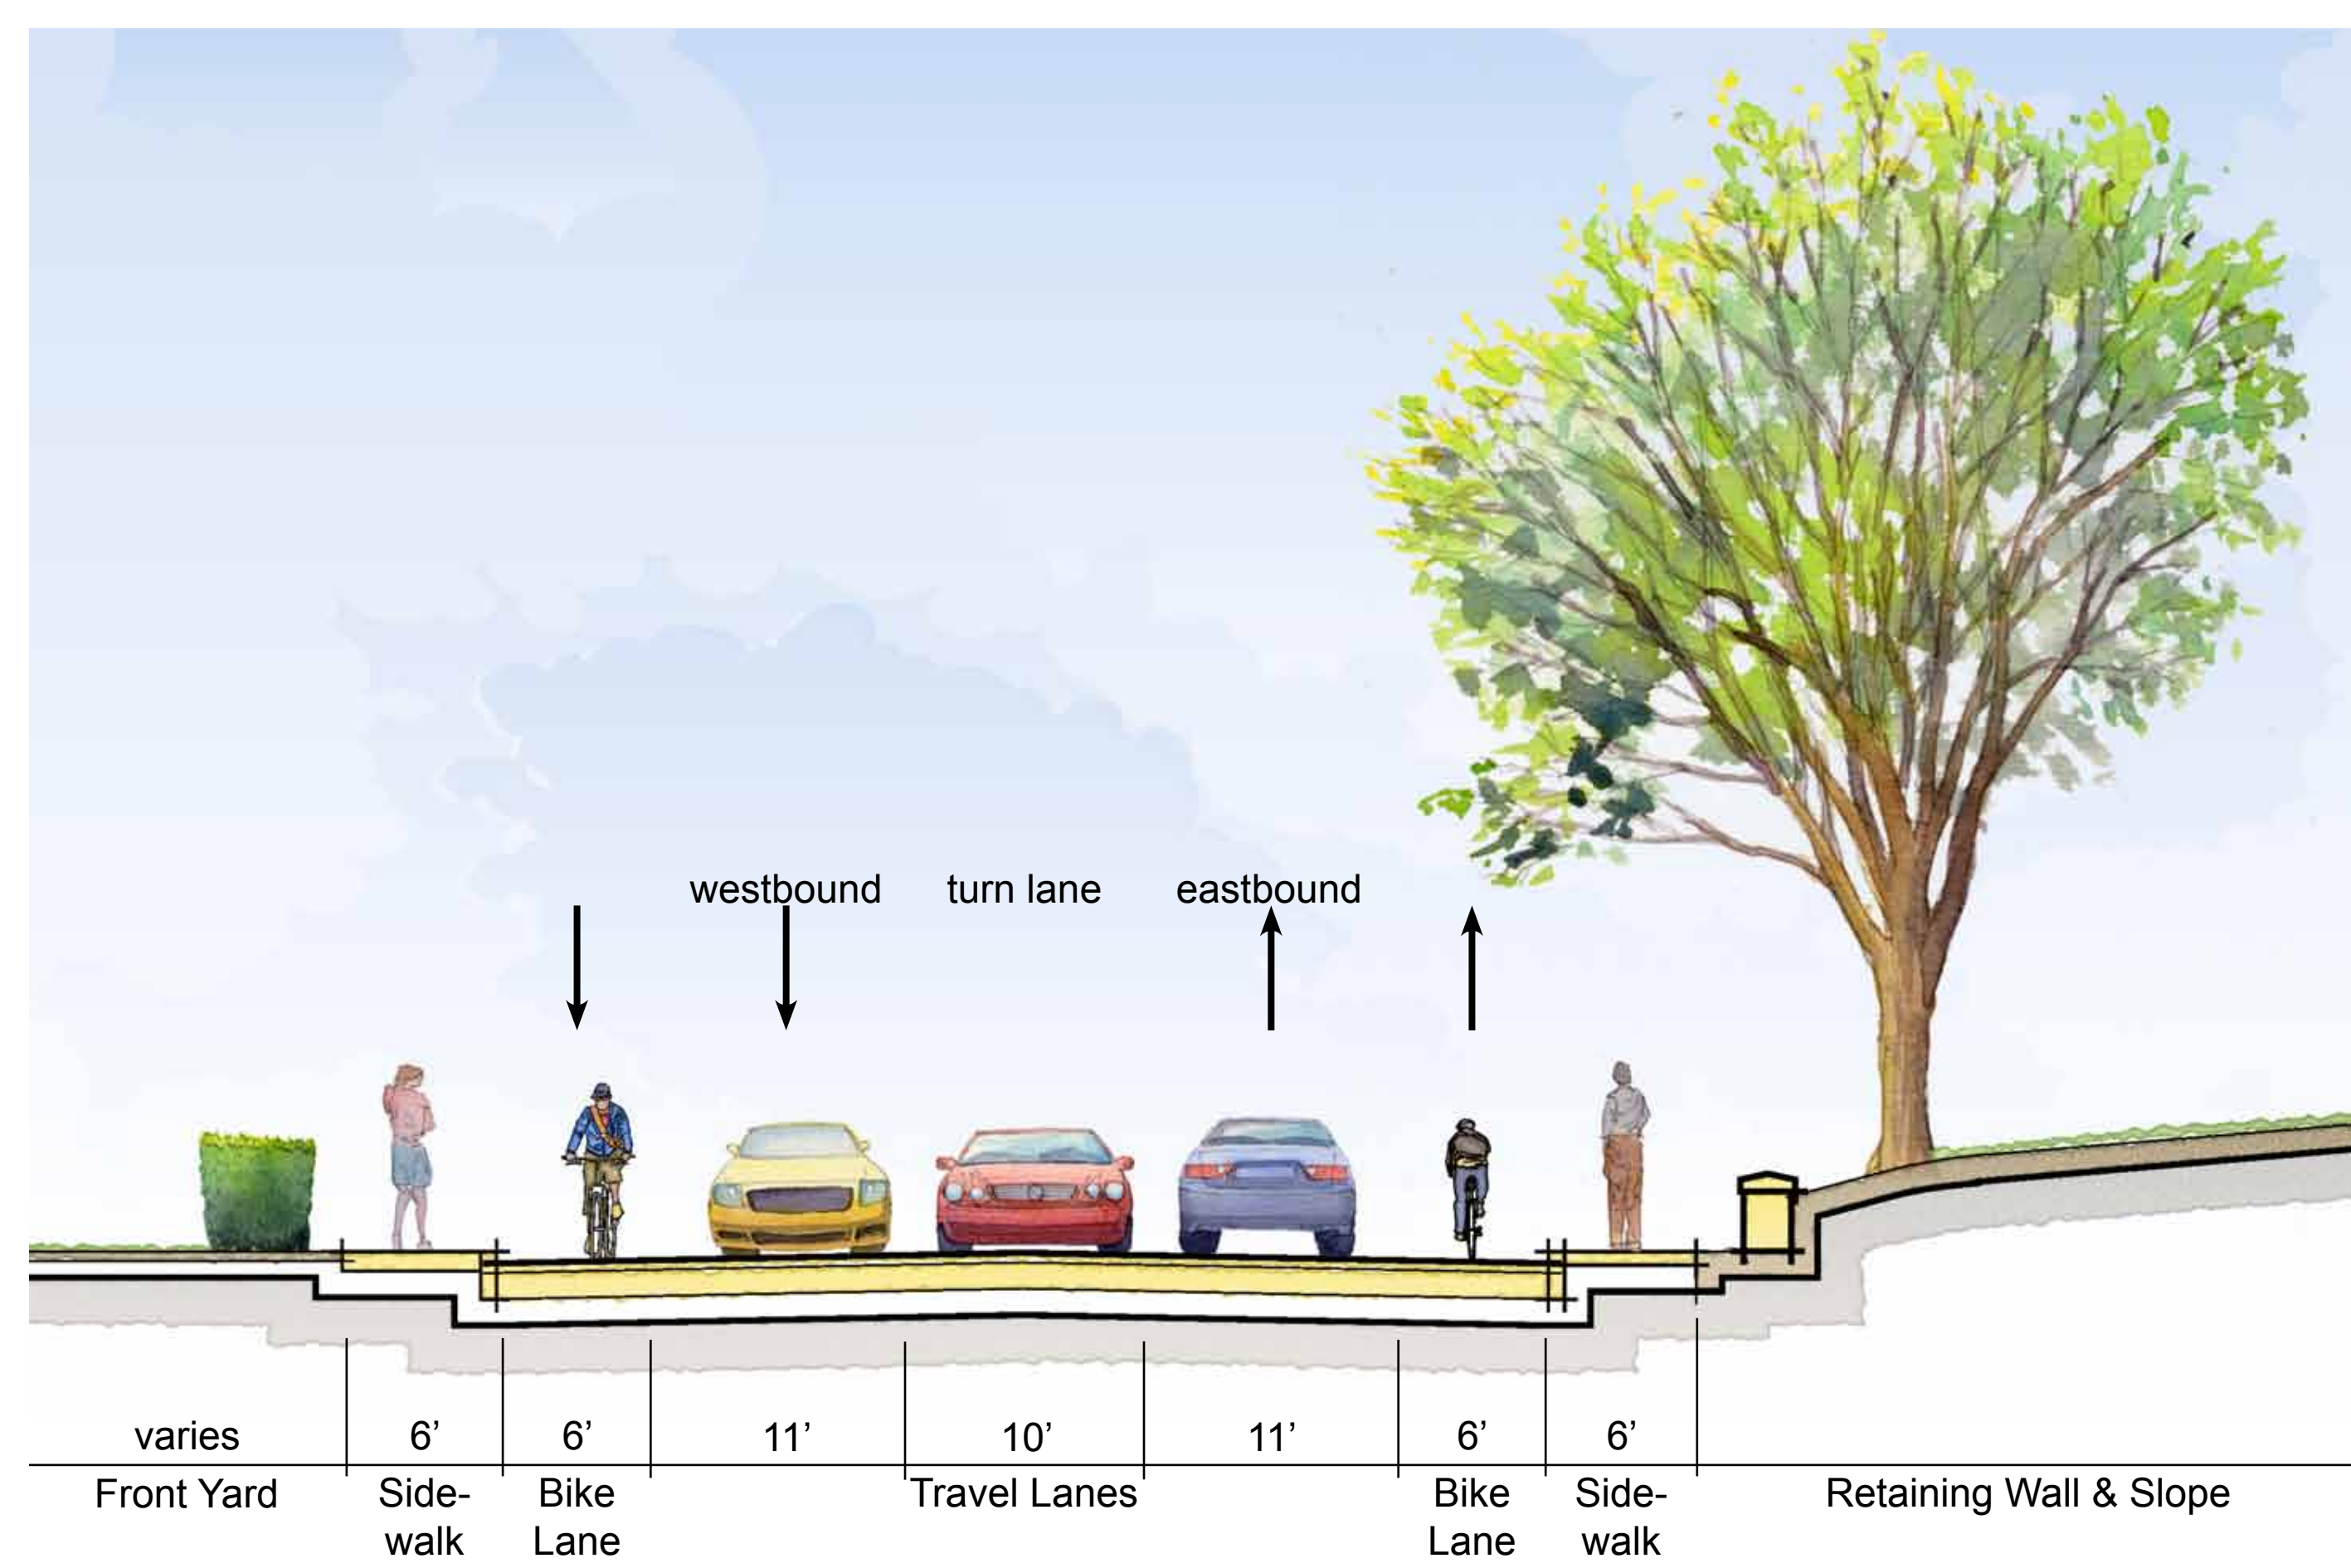 westbound turn lane eastbound
varies 6’ 6’ 11’ 10’ 11’ 6’ 6’
Front Yard Side- Bike Travel Lanes Bike Side- Retaining Wall & Slope
walk Lane Lane walk